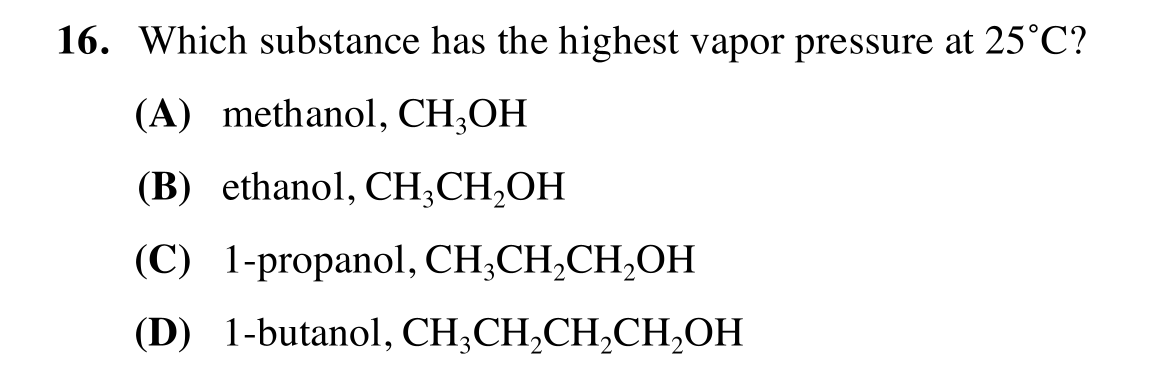 16. Which substance has the highest vapor pressure at 25˚C?
(A) methanol, CH₃OH
(B) ethanol, CH₃CH₂OH
(C) 1-propanol, CH₃CH₂CH₂OH
(D) 1-butanol, CH₃CH₂CH₂CH₂OH